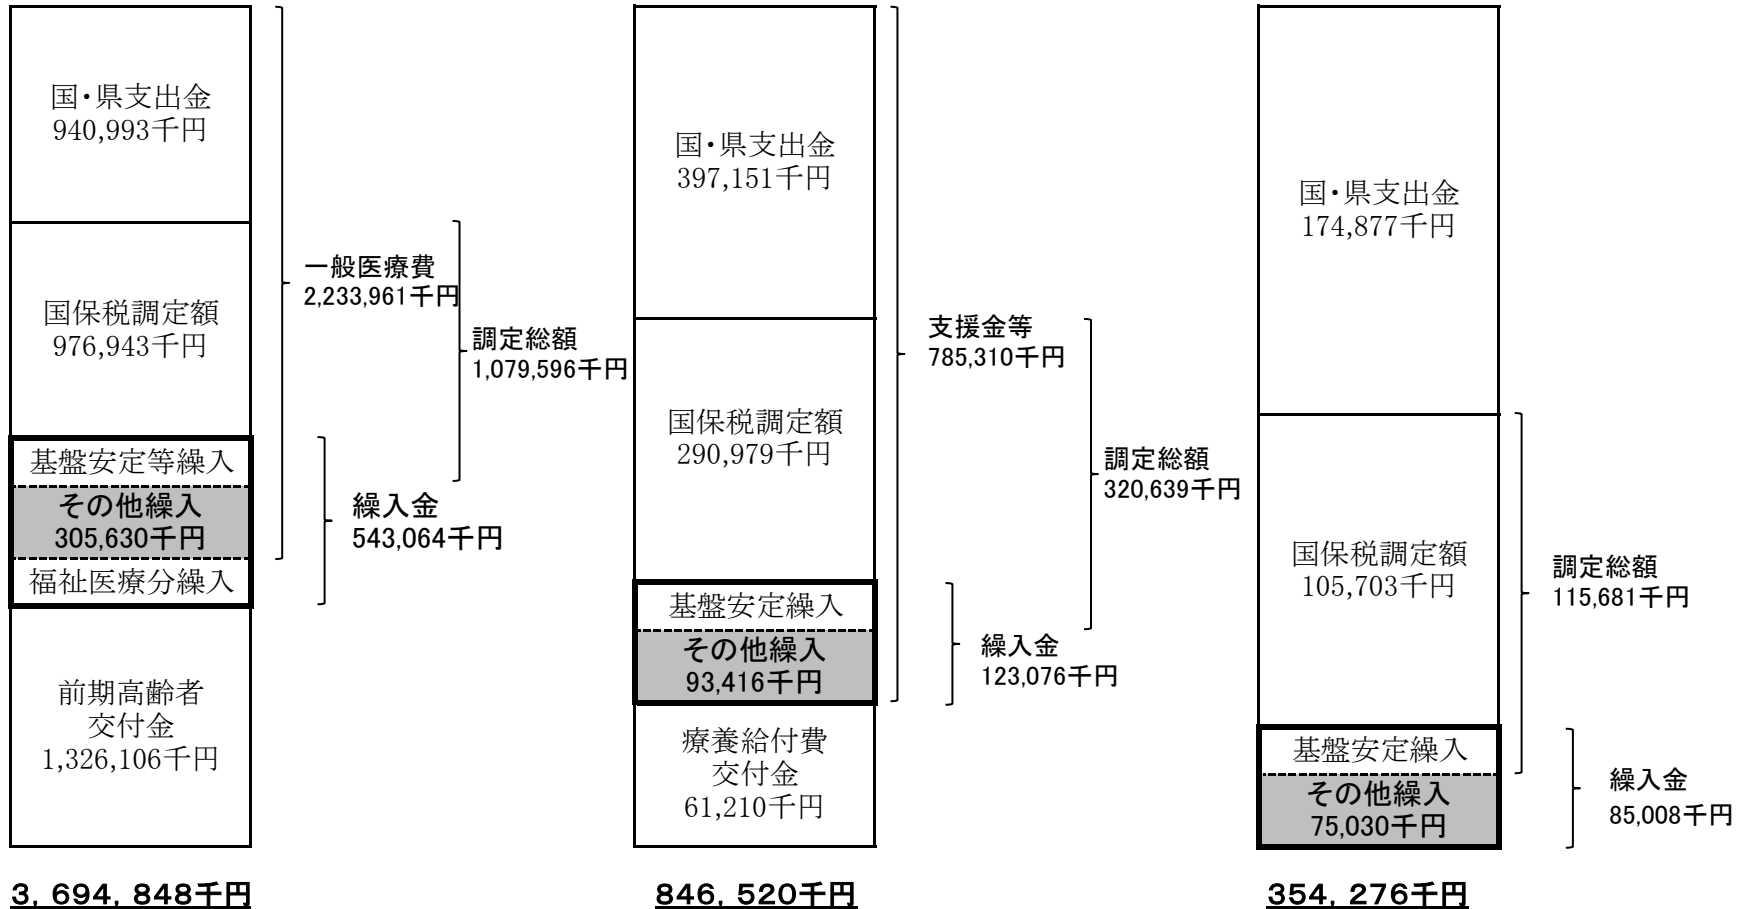 国・県支出金
940,993千円
国保税調定額
976,943千円
基盤安定等繰入
その他繰入
305,630千円
福祉医療分繰入
前期高齢者
交付金
1,326,106千円
3，694，848千円
一般医療費
2,233,961千円
調定総額
1,079,596千円
繰入金
543,064千円
国・県支出金
397,151千円
国保税調定額
290,979千円
基盤安定繰入
その他繰入
93,416千円
療養給付費
交付金
61,210千円
846，520千円
支援金等
785,310千円
調定総額
320,639千円
繰入金
123,076千円
国・県支出金
174,877千円
国保税調定額
105,703千円
基盤安定繰入
その他繰入
75,030千円
354，276千円
調定総額
115,681千円
繰入金
85,008千円